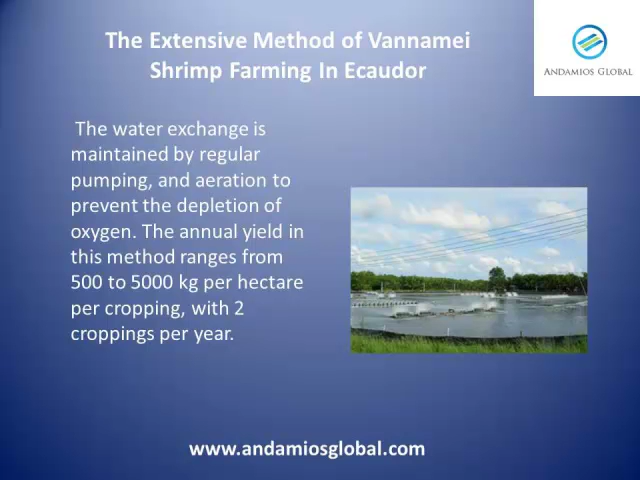 The Extensive Method of Vannamei
Shrimp Farming In Ecaudor
ANDAMIOS GLOBAL
The water exchange is
maintained by regular
pumping, and aeration to
prevent the depletion of
oxygen. The annual yield in
this method ranges from
500 to 5000 kg per hectare
per cropping, with 2
croppings per year.
www.andamiosglobal.com